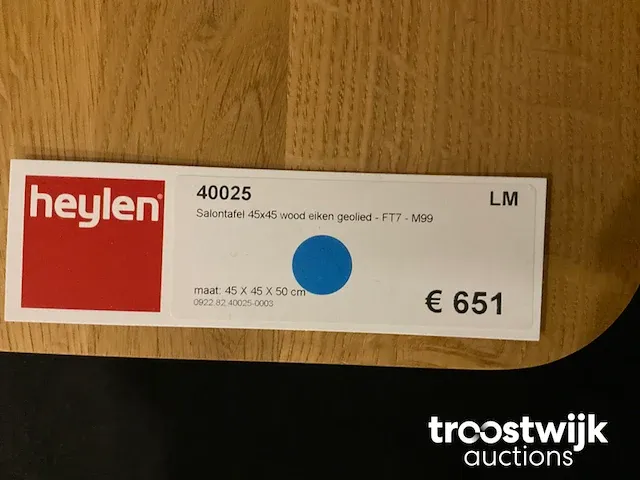 heylen®
40025
LM
Salontafel 45x45 wood eiken geolied - FT7 - M99
maat: 45 X 45 X 50 cm
0922.82.40025-0003
€ 651
troostwijk
auctions